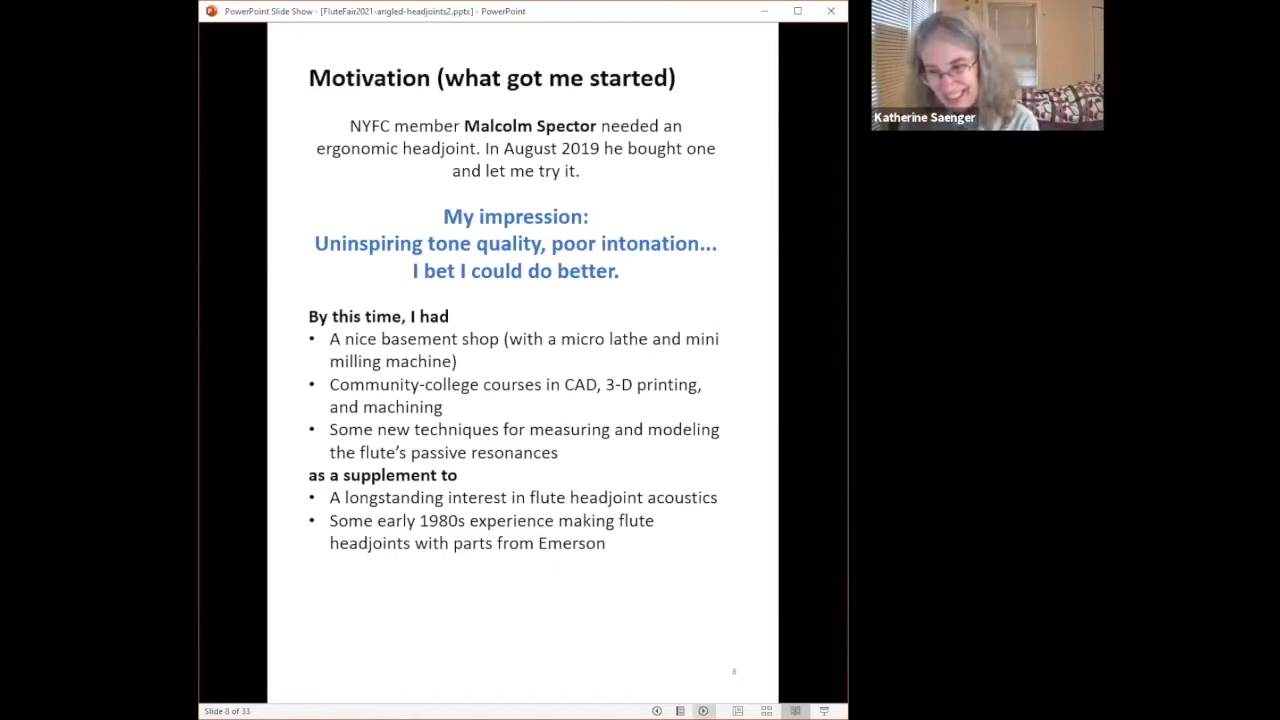 PowerPoint Slide Show - [FluteFair2021-angled-headjoints2.pptx] - PowerPoint
Katherine Saenger
Motivation (what got me started)
NYFC member Malcolm Spector needed an
ergonomic headjoint. In August 2019 he bought one
and let me try it.
My impression:
Uninspiring tone quality, poor intonation...
I bet I could do better.
By this time, I had
• A nice basement shop (with a micro lathe and mini
milling machine)
• Community-college courses in CAD, 3-D printing,
and machining
• Some new techniques for measuring and modeling
the flute's passive resonances
as a supplement to
• A longstanding interest in flute headjoint acoustics
• Some early 1980s experience making flute
headjoints with parts from Emerson
8
Slide 8 of 33